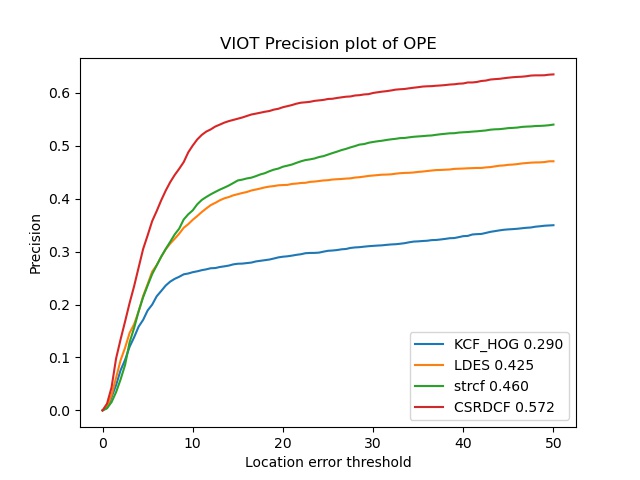 VIOT Precision plot of OPE
Precision
0.6
0.5
0.4
0.3
0.2
0.1
0.0
KCF_HOG 0.290
LDES 0.425
strcf 0.460
CSRDCF 0.572
0 10 20 30 40 50
Location error threshold